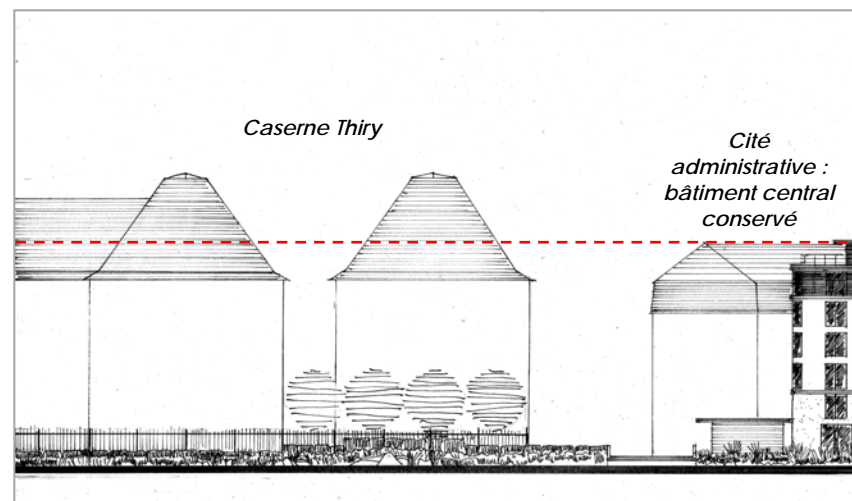 Caserne Thiry
Cité
administrative :
bâtiment central
conservé